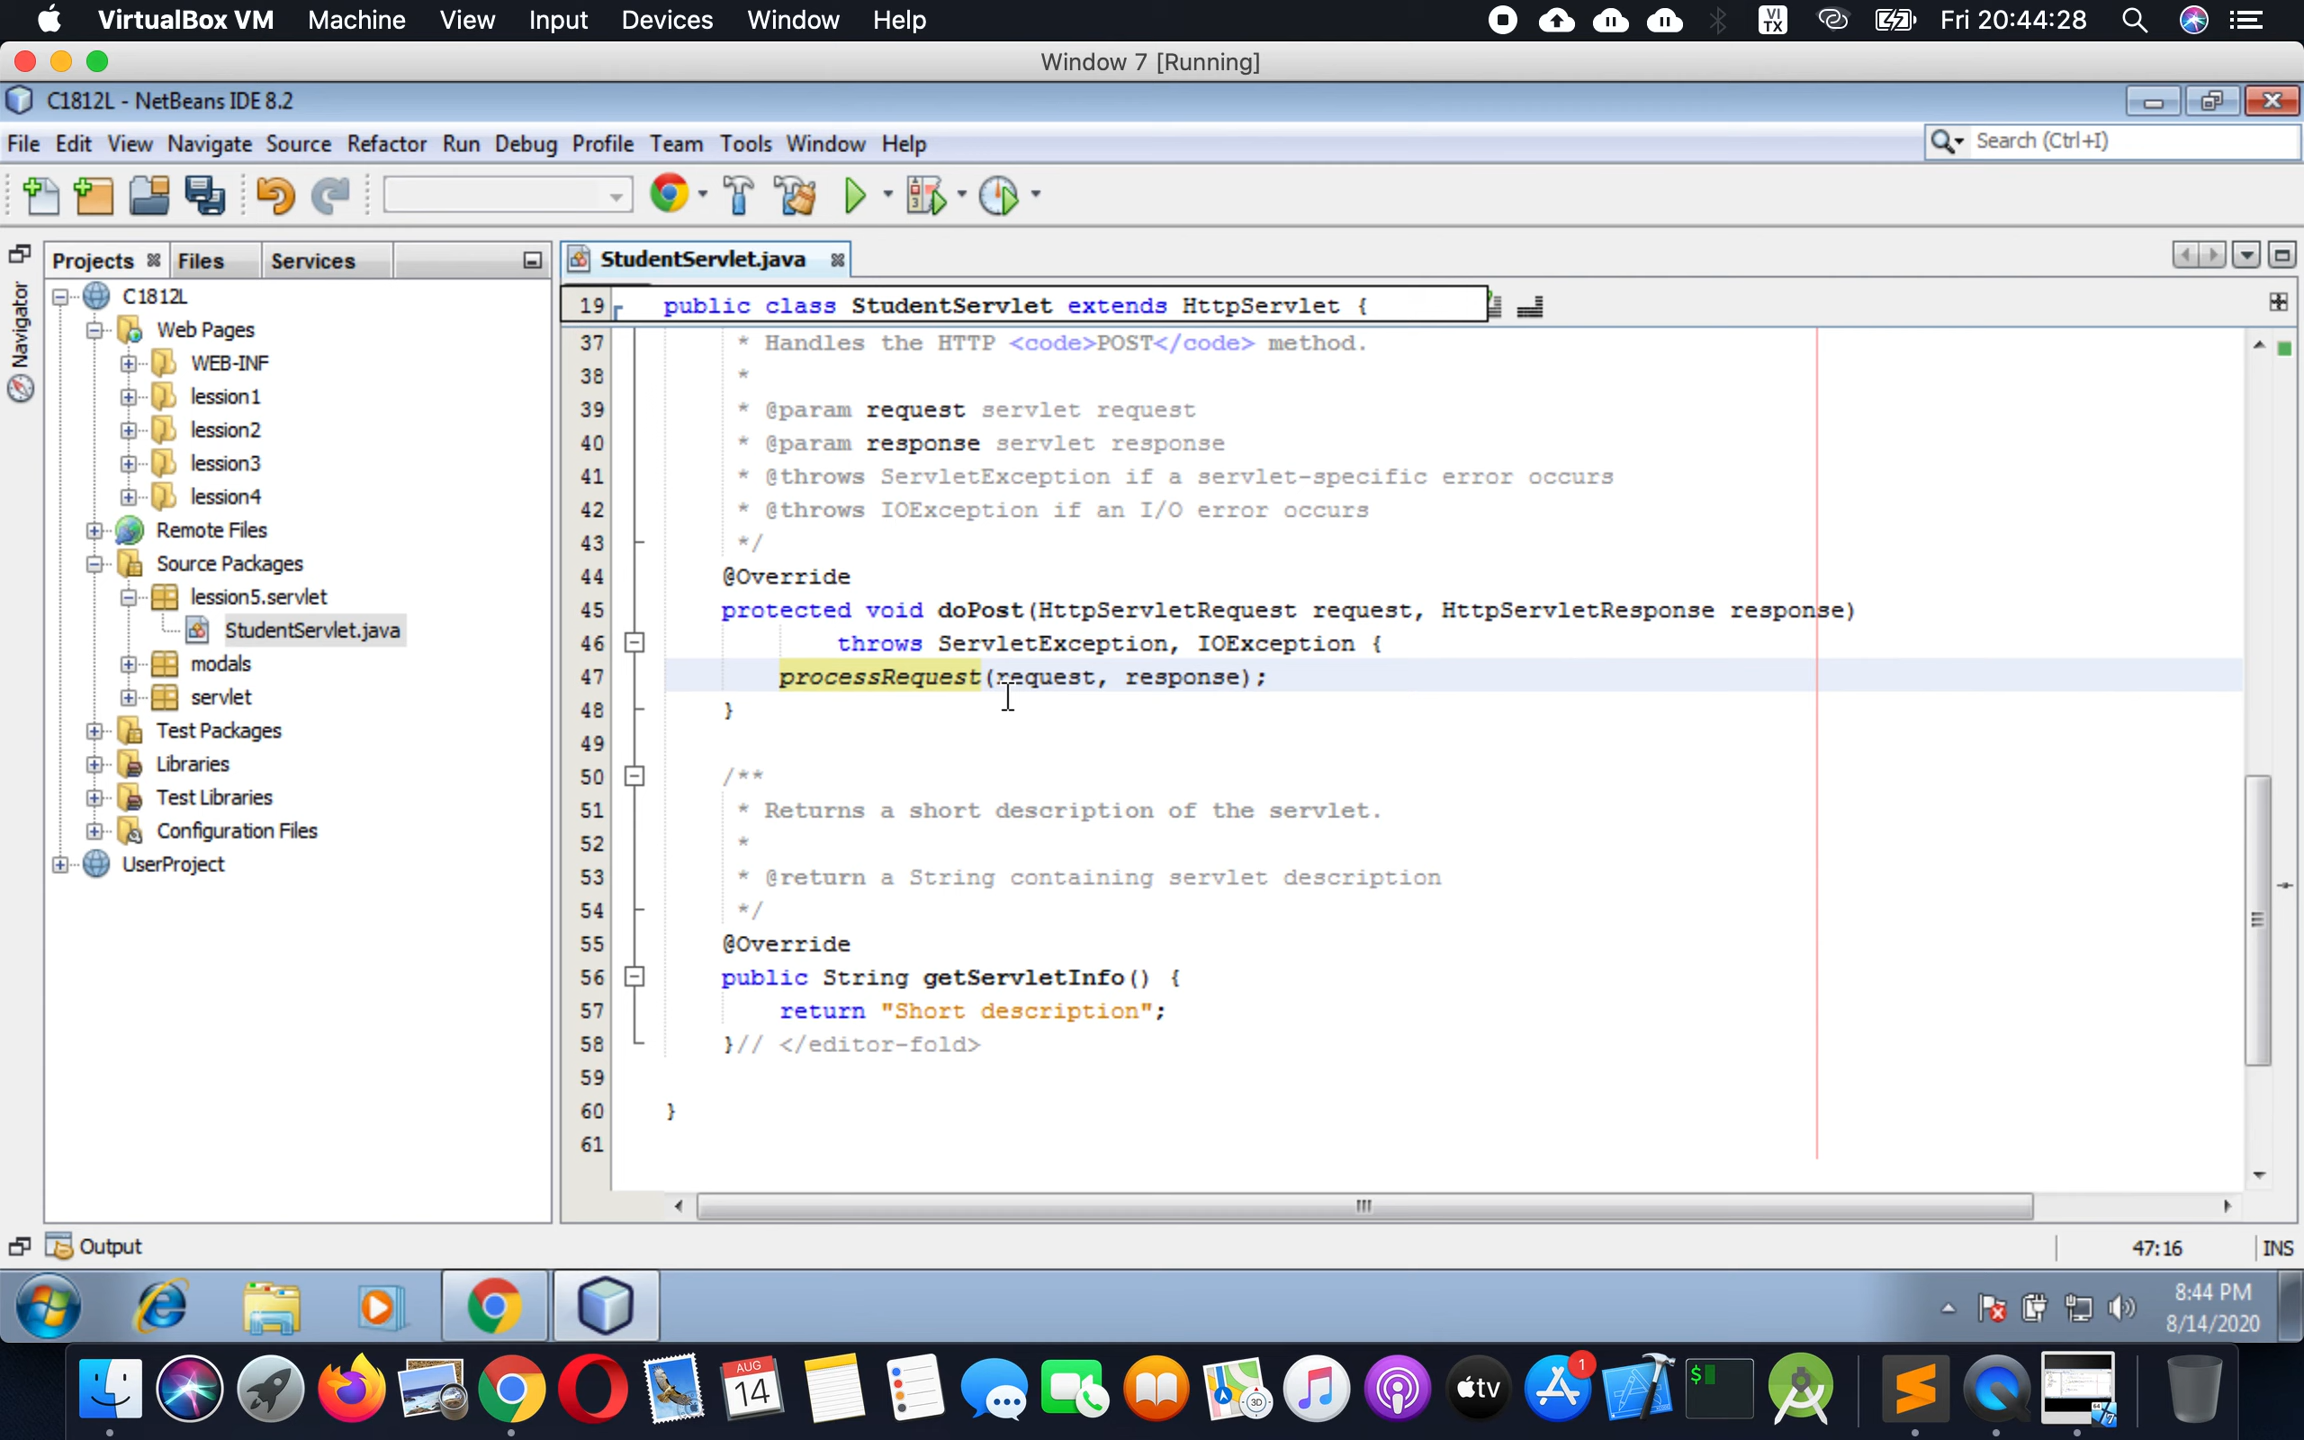 VirtualBox VM Machine View Input Devices Window Help
VI TX
Fri 20:44:28
Window 7 [Running]
C1812L - NetBeans IDE 8.2
File Edit View Navigate Source Refactor Run Debug Profile Team Tools Window Help
Search (Ctrl+I)
Navigator
Projects Files Services
C1812L
Web Pages
WEB-INF
lession1
lession2
lession3
lession4
Remote Files
Source Packages
lession5.servlet
StudentServlet.java
modals
servlet
Test Packages
Libraries
Test Libraries
Configuration Files
UserProject
StudentServlet.java
19 public class StudentServlet extends HttpServlet {
37 * Handles the HTTP <code>POST</code> method.
38 *
39 * @param request servlet request
40 * @param response servlet response
41 * @throws ServletException if a servlet-specific error occurs
42 * @throws IOException if an I/O error occurs
43 */
44 @Override
45 protected void doPost(HttpServletRequest request, HttpServletResponse response)
46 throws ServletException, IOException {
47 processRequest(request, response);
48 }
49
50 /**
51 * Returns a short description of the servlet.
52 *
53 * @return a String containing servlet description
54 */
55 @Override
56 public String getServletInfo() {
57 return "Short description";
58 }// </editor-fold>
59
60 }
61
Output
47:16 INS
8:44 PM
8/14/2020
AUG
14
3D
tv
1
$